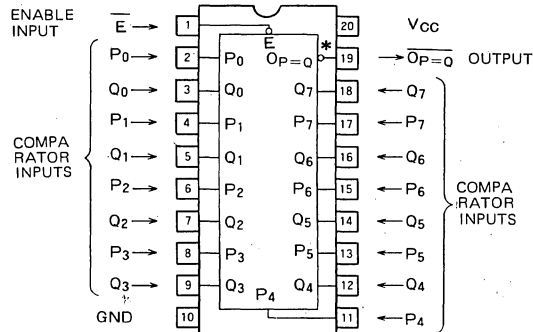 ENABLE INPUT E̅ → 1 20 VCC
P0 → 2 P0 E OP=Q * 19 → O̅P̅=̅Q̅ OUTPUT
Q0 → 3 Q0 Q7 18 ← Q7
P1 → 4 P1 P7 17 ← P7
COMPA RATOR INPUTS
Q1 → 5 Q1 Q6 16 ← Q6
P2 → 6 P2 P6 15 ← P6
COMPA RATOR INPUTS
Q2 → 7 Q2 Q5 14 ← Q5
P3 → 8 P3 P5 13 ← P5
Q3 → 9 Q3 P4 Q4 12 ← Q4
GND 10 11 ← P4